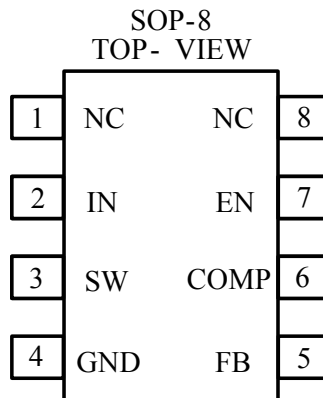 SOP-8
TOP- VIEW
1 NC NC 8
2 IN EN 7
3 SW COMP 6
4 GND FB 5